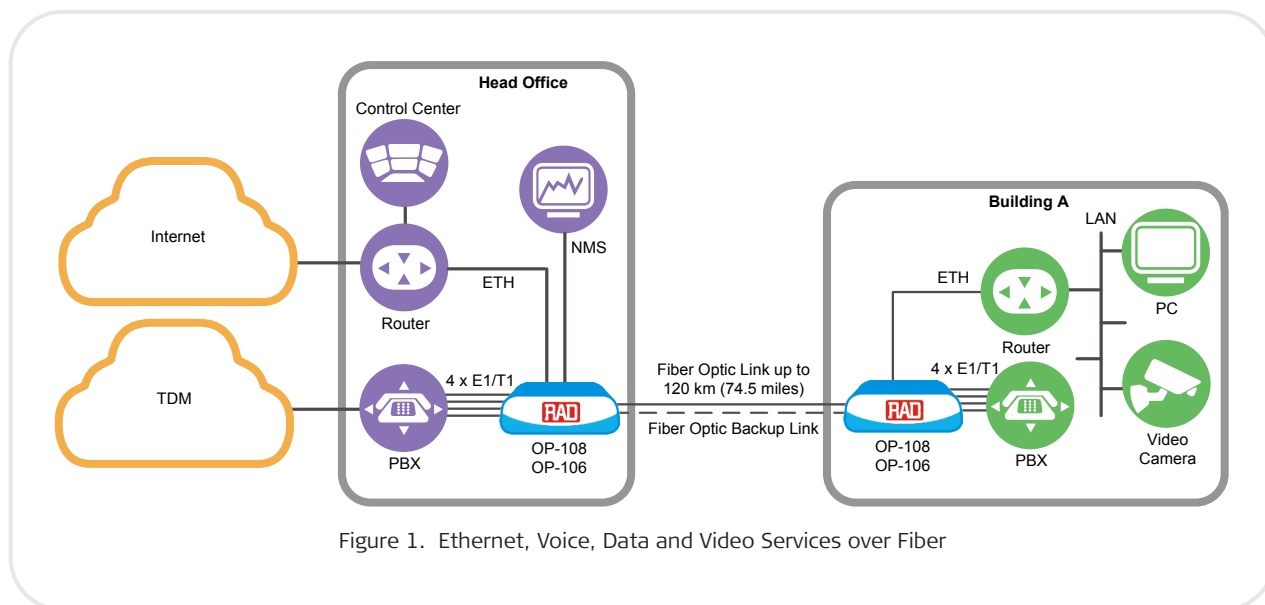 Head Office
Control Center
Internet
NMS
ETH
Router
TDM
4 x E1/T1
RAD
PBX
OP-108
OP-106
Fiber Optic Link up to
120 km (74.5 miles)
Fiber Optic Backup Link
Building A
LAN
ETH
PC
Router
4 x E1/T1
RAD
OP-108
OP-106
PBX
Video
Camera
Figure 1. Ethernet, Voice, Data and Video Services over Fiber